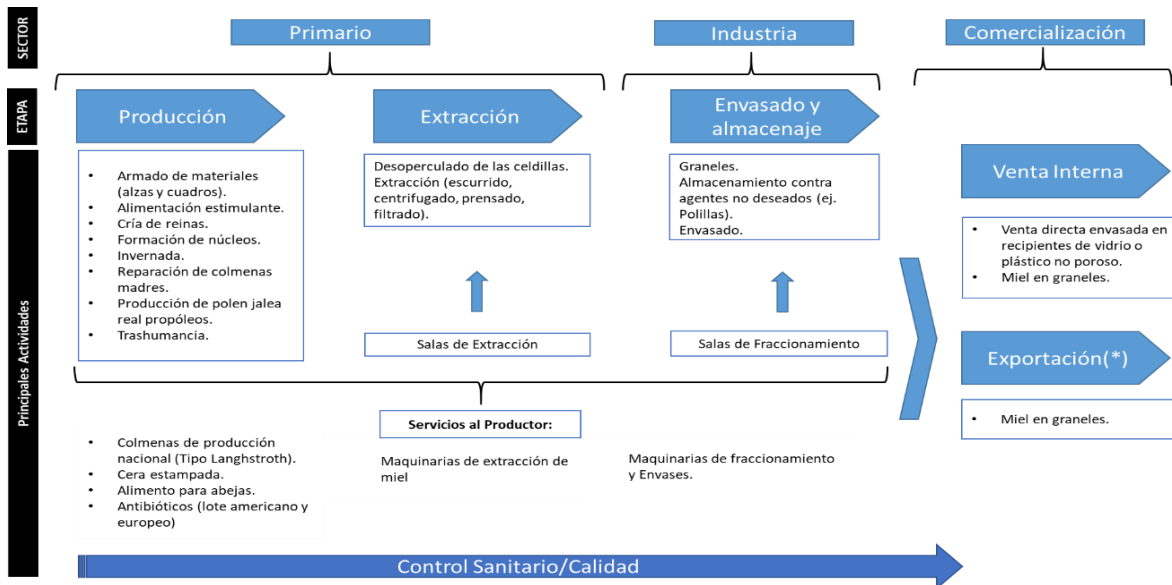 SECTOR
Primario
Industria
Comercialización
ETAPA
Producción
Extracción
Envasado y
almacenaje
Principales Actividades
• Armado de materiales
(alzas y cuadros).
• Alimentación estimulante.
• Cría de reinas.
• Formación de núcleos.
• Invernada.
• Reparación de colmenas
madres.
• Producción de polen jalea
real propóleos.
• Trashumancia.
Desoperculado de las celdillas.
Extracción (escurrido,
centrifugado, prensado,
filtrado).
Salas de Extracción
Graneles.
Almacenamiento contra
agentes no deseados (ej.
Polillas).
Envasado.
Salas de Fraccionamiento
Venta Interna
• Venta directa envasada en
recipientes de vidrio o
plástico no poroso.
• Miel en graneles.
Exportación(*)
• Miel en graneles.
Servicios al Productor:
• Colmenas de producción
nacional (Tipo Langhstroth).
• Cera estampada.
• Alimento para abejas.
• Antibióticos (lote americano y
europeo)
Maquinarias de extracción de
miel
Maquinarias de fraccionamiento
y Envases.
Control Sanitario/Calidad